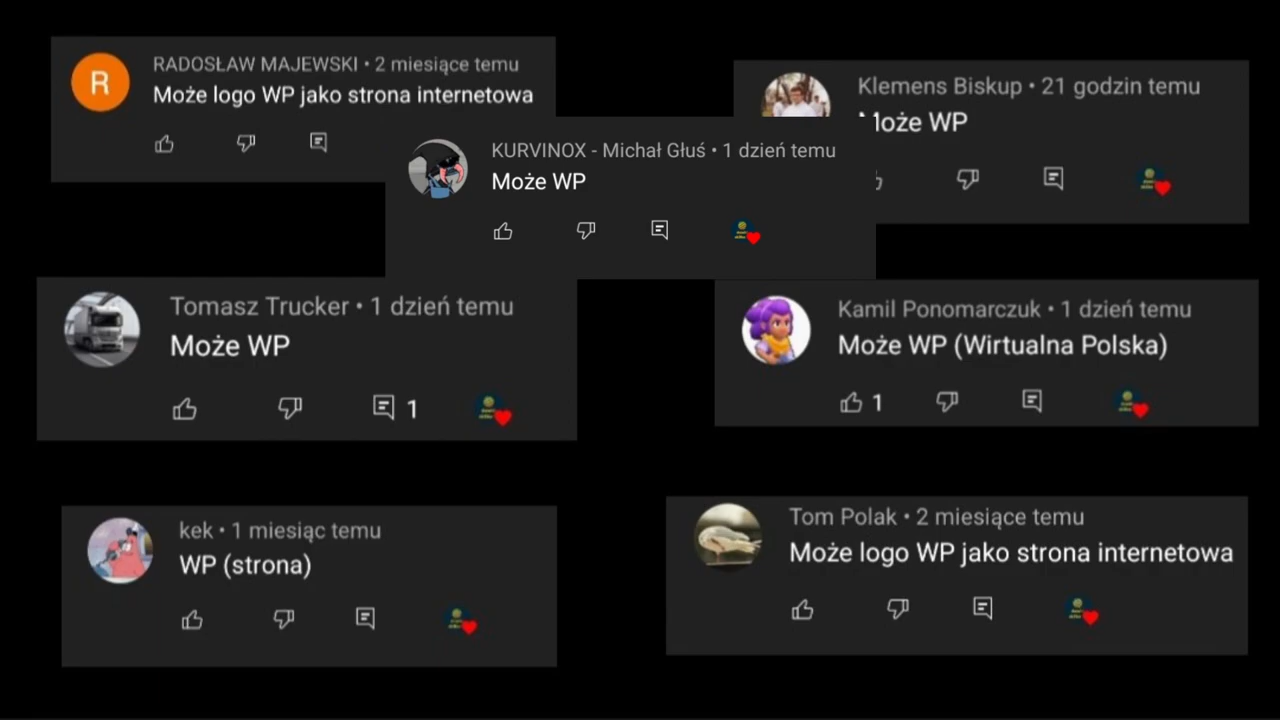 RADOSŁAW MAJEWSKI • 2 miesiące temu
Może logo WP jako strona internetowa
R
Klemens Biskup • 21 godzin temu
Może WP
KURVINOX - Michał Głuś • 1 dzień temu
Może WP
Tomasz Trucker • 1 dzień temu
Może WP
1
Kamil Ponomarczuk • 1 dzień temu
Może WP (Wirtualna Polska)
1
kek • 1 miesiąc temu
WP (strona)
Tom Polak • 2 miesiące temu
Może logo WP jako strona internetowa